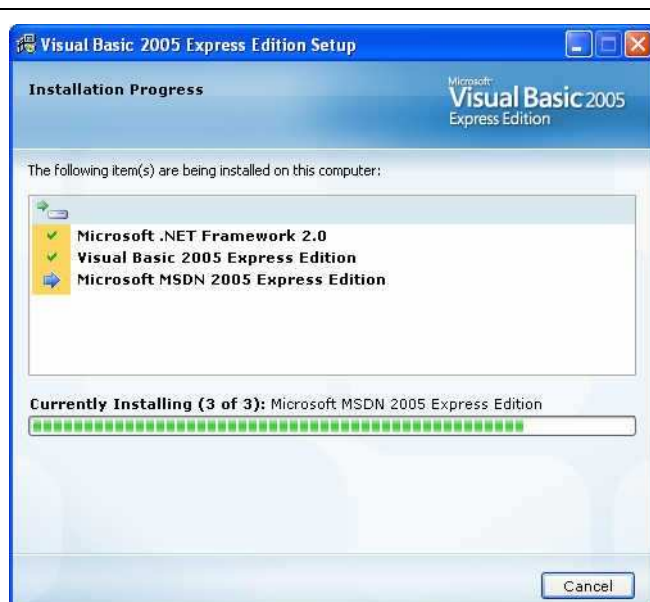 Visual Basic 2005 Express Edition Setup
Installation Progress
Microsoft
Visual Basic 2005
Express Edition
The following item(s) are being installed on this computer:
Microsoft .NET Framework 2.0
Visual Basic 2005 Express Edition
Microsoft MSDN 2005 Express Edition
Currently Installing (3 of 3): Microsoft MSDN 2005 Express Edition
Cancel